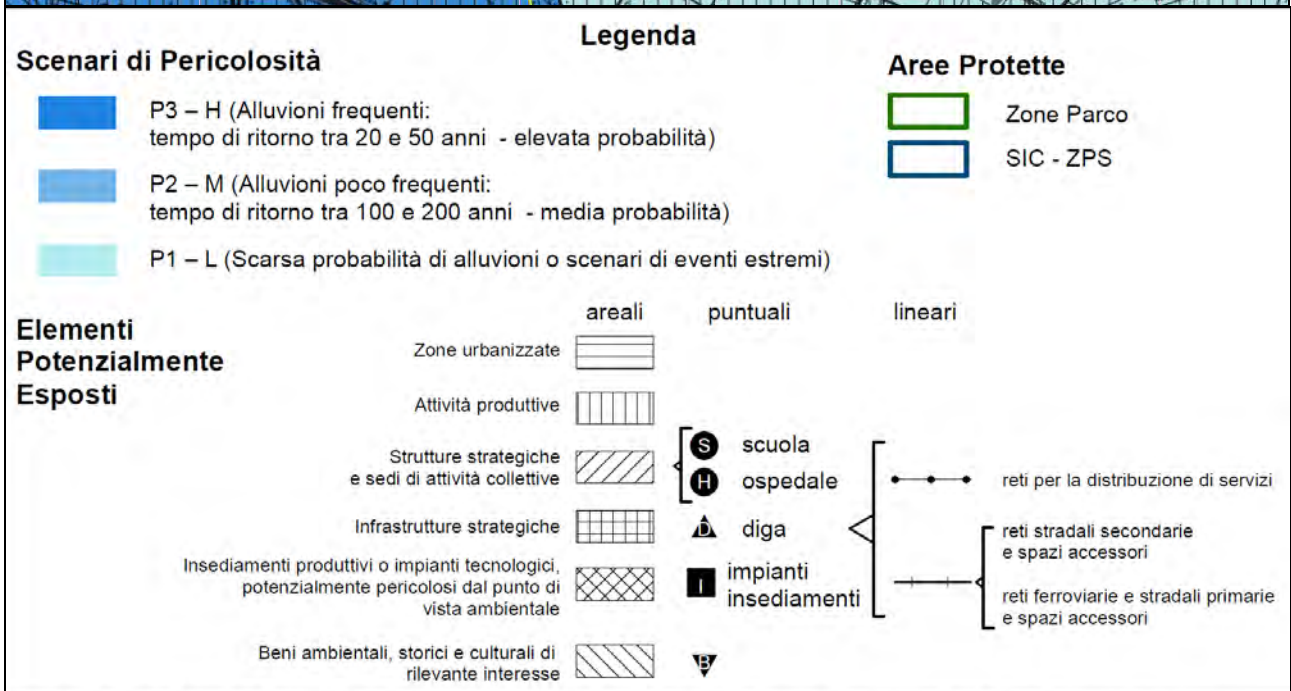 Legenda
Scenari di Pericolosità
P3 – H (Alluvioni frequenti:
tempo di ritorno tra 20 e 50 anni - elevata probabilità)
P2 – M (Alluvioni poco frequenti:
tempo di ritorno tra 100 e 200 anni - media probabilità)
P1 – L (Scarsa probabilità di alluvioni o scenari di eventi estremi)
Aree Protette
Zone Parco
SIC - ZPS
Elementi
Potenzialmente
Esposti
areali
puntuali
lineari
Zone urbanizzate
Attività produttive
Strutture strategiche
e sedi di attività collettive
Infrastrutture strategiche
Insediamenti produttivi o impianti tecnologici,
potenzialmente pericolosi dal punto di
vista ambientale
Beni ambientali, storici e culturali di
rilevante interesse
S scuola
H ospedale
D diga
I impianti
insediamenti
B
reti per la distribuzione di servizi
reti stradali secondarie
e spazi accessori
reti ferroviarie e stradali primarie
e spazi accessori